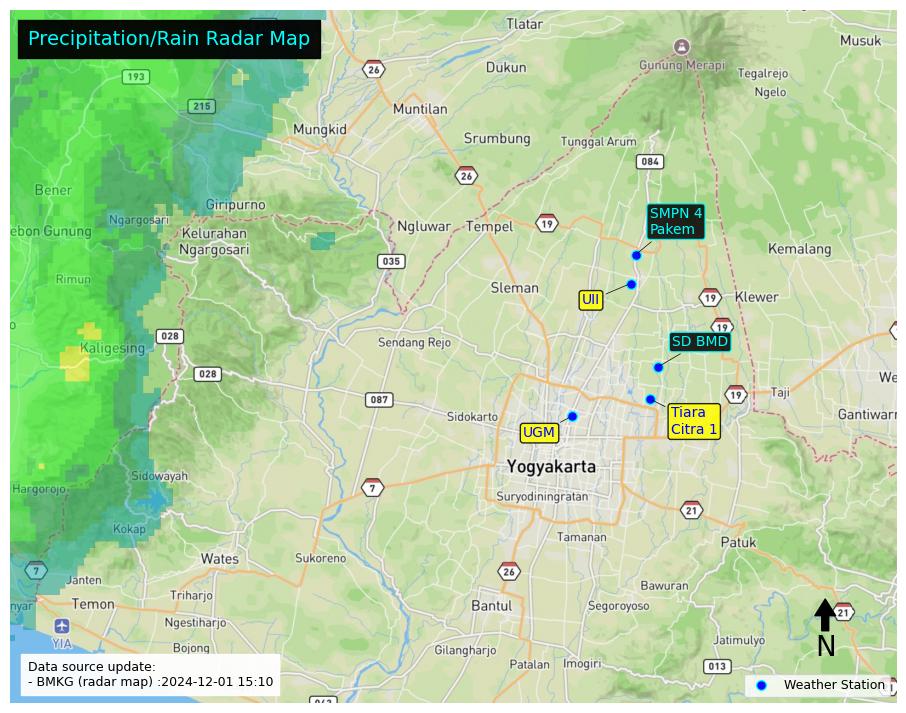 Precipitation/Rain Radar Map
Tlatar
Musuk
26
Gunung Merapi
193
Dukun
Tegalrejo
Ngelo
215
Muntilan
Mungkid
Srumbung
Tunggal Arum
084
26
Bener
Giripurno
SMPN 4
Pakem
Ngargosari
19
Ngluwar
Tempel
ebon Gunung
Kelurahan
Ngargosari
Kemalang
035
Rimun
Sleman
UII
19
Klewer
19
028
Sendang Rejo
SD BMD
Kaligesing
028
We
087
19
Taji
Sidokarto
Tiara
Citra 1
Gantiwarn
UGM
Yogyakarta
Sidowayah
Hargorojo
7
Suryodiningratan
21
Kokap
Tamanan
Patuk
Wates
Sukoreno
7
26
Janten
Bawuran
Triharjo
nyar
Temon
Bantul
Segoroyoso
21
Ngestiharjo
YIA
Jatimulyo
N
Bojong
Gilangharjo
Patalan
Imogiri
013
Data source update:
- BMKG (radar map) :2024-12-01 15:10
Weather Station